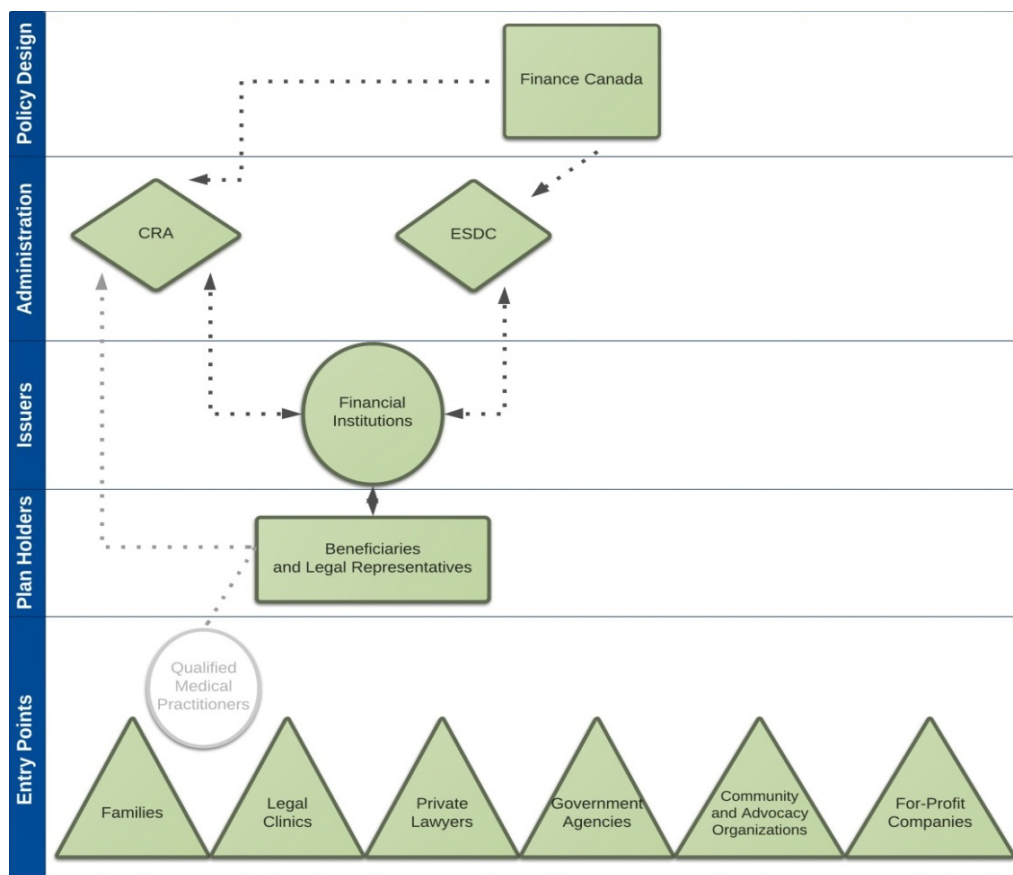 Policy Design
Finance Canada
Administration
CRA
ESDC
Issuers
Financial
Institutions
Plan Holders
Beneficiaries
and Legal Representatives
Entry Points
Qualified
Medical
Practitioners
Families
Legal
Clinics
Private
Lawyers
Government
Agencies
Community
and Advocacy
Organizations
For-Profit
Companies